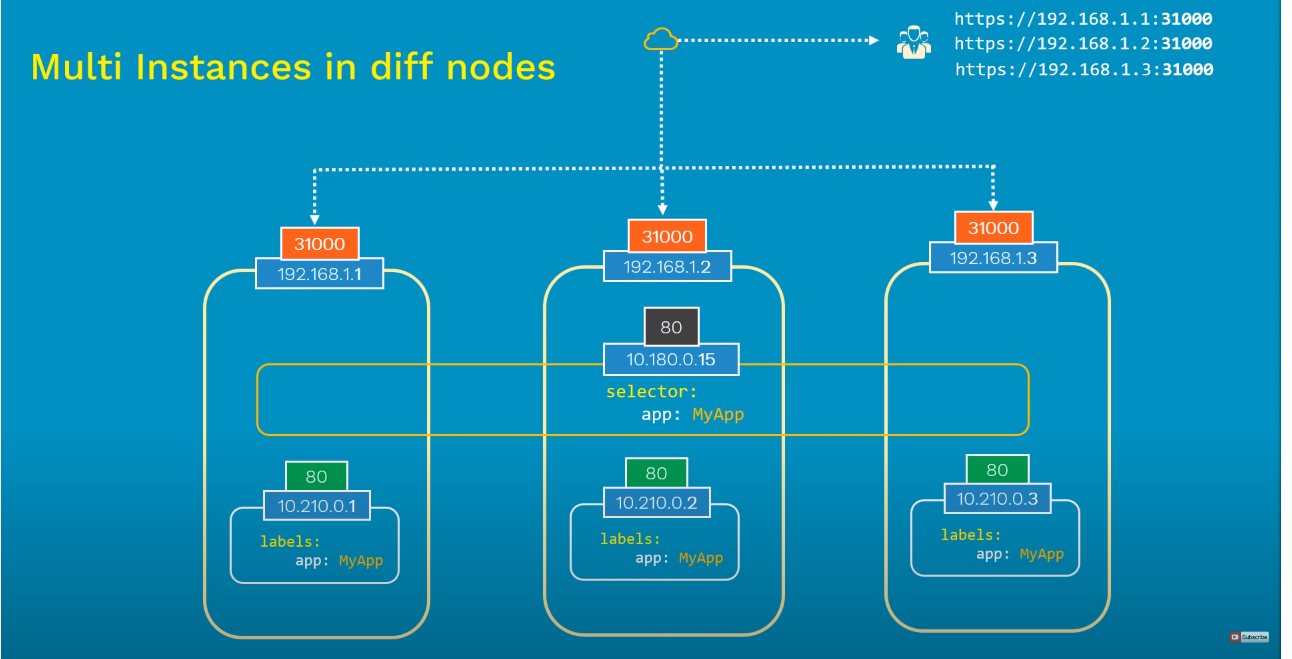 Multi Instances in diff nodes
https://192.168.1.1:31000
https://192.168.1.2:31000
https://192.168.1.3:31000
31000
192.168.1.1
31000
192.168.1.2
31000
192.168.1.3
80
10.180.0.15
selector:
app: MyApp
80
10.210.0.1
labels:
app: MyApp
80
10.210.0.2
labels:
app: MyApp
80
10.210.0.3
labels:
app: MyApp
Subscribe